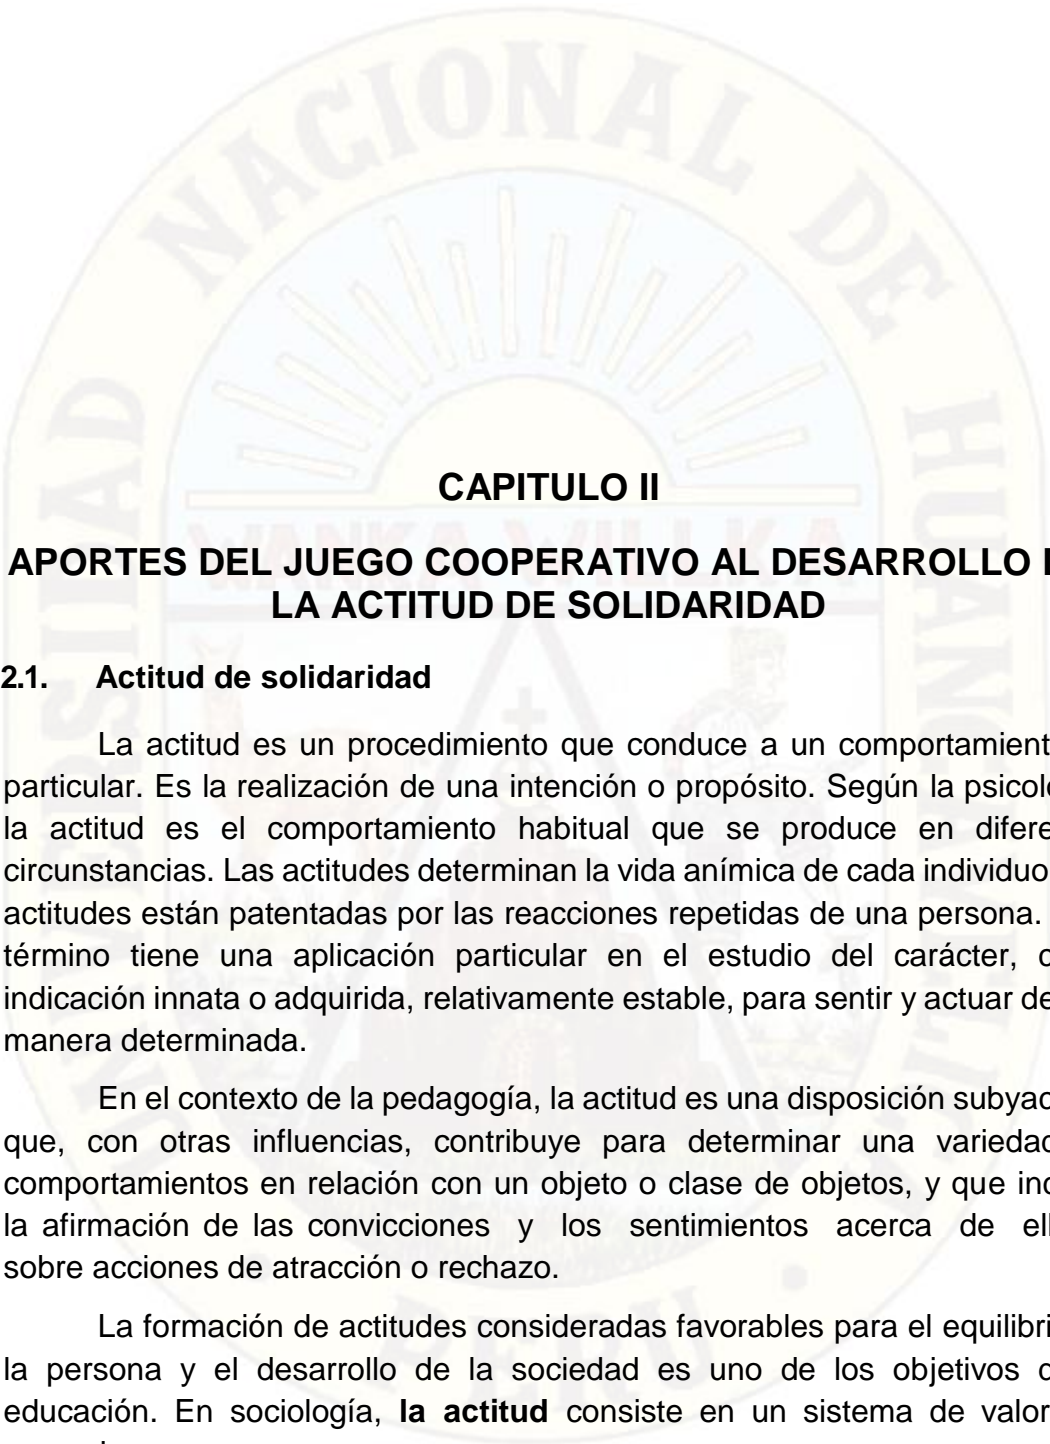 UNIVERSIDAD NACIONAL DE HUANCAVELICA
PERU
WANKA WILLKA
CAPITULO II
APORTES DEL JUEGO COOPERATIVO AL DESARROLLO
LA ACTITUD DE SOLIDARIDAD
2.1. Actitud de solidaridad
La actitud es un procedimiento que conduce a un comportamient
particular. Es la realización de una intención o propósito. Según la psicol
la actitud es el comportamiento habitual que se produce en difere
circunstancias. Las actitudes determinan la vida anímica de cada individuo
actitudes están patentadas por las reacciones repetidas de una persona.
término tiene una aplicación particular en el estudio del carácter,
indicación innata o adquirida, relativamente estable, para sentir y actuar de
manera determinada.
En el contexto de la pedagogía, la actitud es una disposición subyac
que, con otras influencias, contribuye para determinar una variedad
comportamientos en relación con un objeto o clase de objetos, y que inc
la afirmación de las convicciones y los sentimientos acerca de ell
sobre acciones de atracción o rechazo.
La formación de actitudes consideradas favorables para el equilibri
la persona y el desarrollo de la sociedad es uno de los objetivos
educación. En sociología, la actitud consiste en un sistema de valor